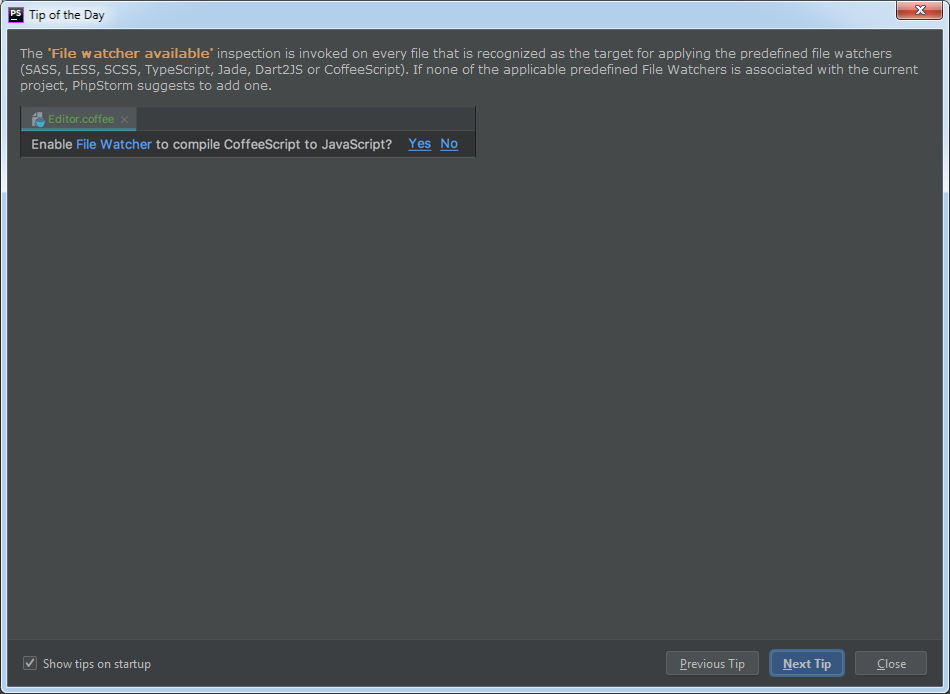 PS Tip of the Day
The "File watcher available" inspection is invoked on every file that is recognized as the target for applying the predefined file watchers
(SASS, LESS, SCSS, TypeScript, Jade, Dart2JS or CoffeeScript). If none of the applicable predefined File Watchers is associated with the current
project, PhpStorm suggests to add one.
Editor.coffee
Enable File Watcher to compile CoffeeScript to JavaScript? Yes No
Show tips on startup Previous Tip Next Tip Close